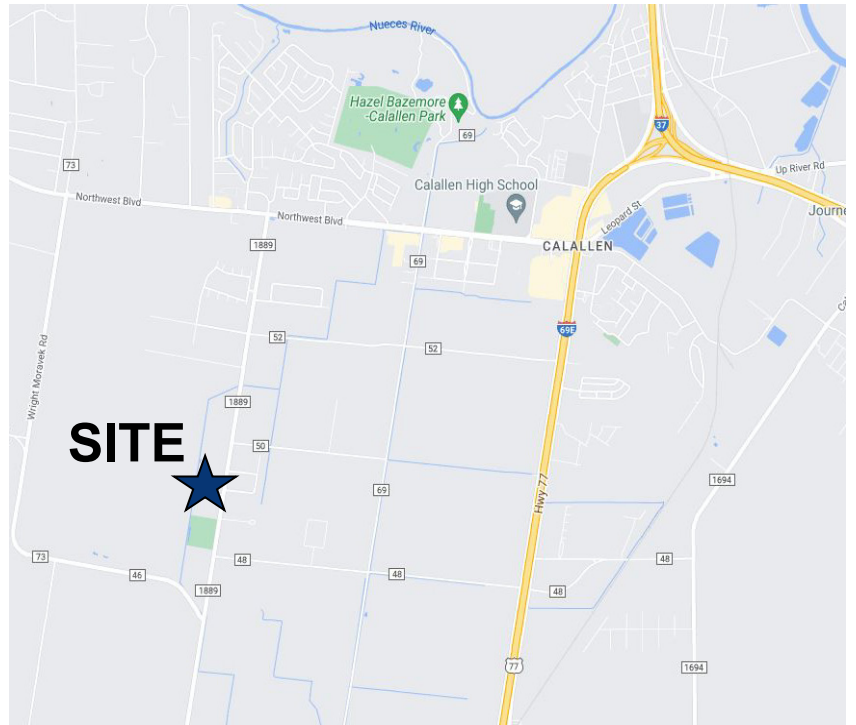 Nueces River
Hazel Bazemore
-Calallen Park
69
37
73
Calallen High School
Up River Rd
Northwest Blvd
Northwest Blvd
Leopard St
Journe
1889
CALALLEN
69
52
69E
52
Wright Moravek Rd
1889
SITE
50
69
Hwy 77
1694
73
46
48
48
48
48
1889
77
1694